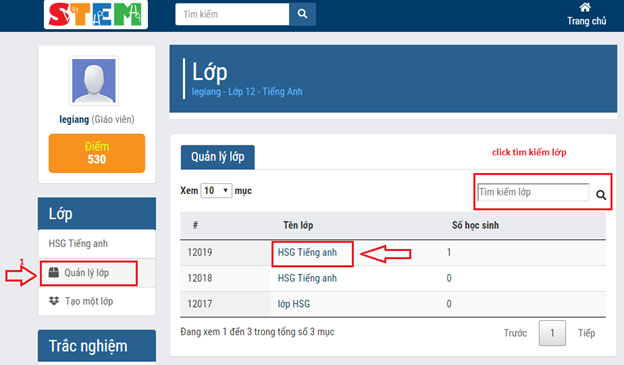 STEM
Tìm kiếm
Trang chủ
legiang (Giáo viên)
Điểm
530
Lớp
HSG Tiếng anh
1
Quản lý lớp
Tạo một lớp
Trắc nghiệm
Lớp
legiang - Lớp 12 - Tiếng Anh
Quản lý lớp
click tìm kiếm lớp
Xem 10 mục
Tìm kiếm lớp
# Tên lớp Số học sinh
12019 HSG Tiếng anh 1
12018 HSG Tiếng anh 0
12017 lớp HSG 0
Đang xem 1 đến 3 trong tổng số 3 mục
Trước 1 Tiếp